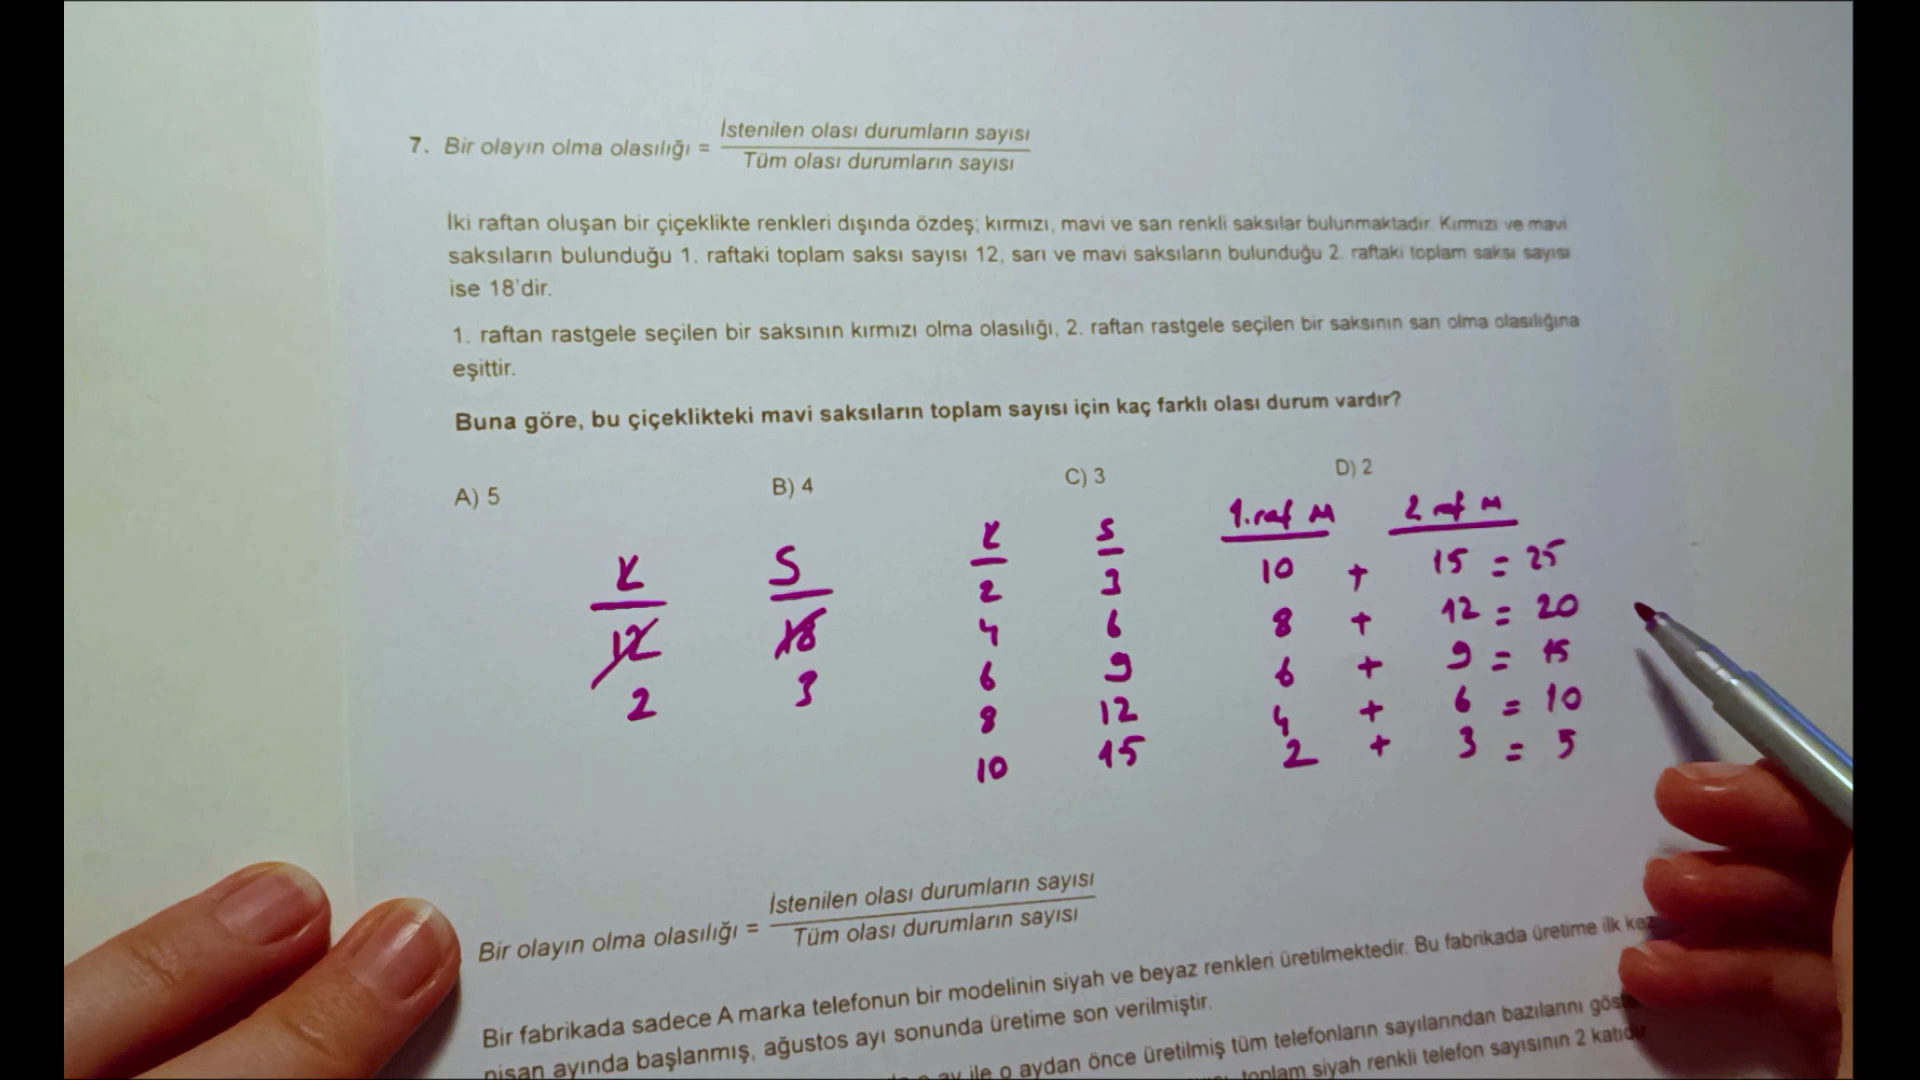 7. Bir olayın olma olasılığı = İstenilen olası durumların sayısı
Tüm olası durumların sayısı
İki raftan oluşan bir çiçeklikte renkleri dışında özdeş; kırmızı, mavi ve sarı renkli saksılar bulunmaktadır. Kırmızı ve mavi
saksıların bulunduğu 1. raftaki toplam saksı sayısı 12, sarı ve mavi saksıların bulunduğu 2. raftaki toplam saksı sayısı
ise 18'dir.
1. raftan rastgele seçilen bir saksının kırmızı olma olasılığı, 2. raftan rastgele seçilen bir saksının sarı olma olasılığına
eşittir.
Buna göre, bu çiçeklikteki mavi saksıların toplam sayısı için kaç farklı olası durum vardır?
A) 5 B) 4 C) 3 D) 2
K S K S 1. raf M 2 raf M
12 18 2 3 10 + 15 = 25
2 3 4 6 8 + 12 = 20
6 9 6 + 9 = 15
8 12 4 + 6 = 10
10 15 2 + 3 = 5
Bir olayın olma olasılığı = İstenilen olası durumların sayısı
Tüm olası durumların sayısı
Bir fabrikada sadece A marka telefonun bir modelinin siyah ve beyaz renkleri üretilmektedir. Bu fabrikada üretime ilk kez
nisan ayında başlanmış, ağustos ayı sonunda üretime son verilmiştir.
ay ile o aydan önce üretilmiş tüm telefonların sayılarından bazılarını
toplam siyah renkli telefon sayısının 2 katıdır